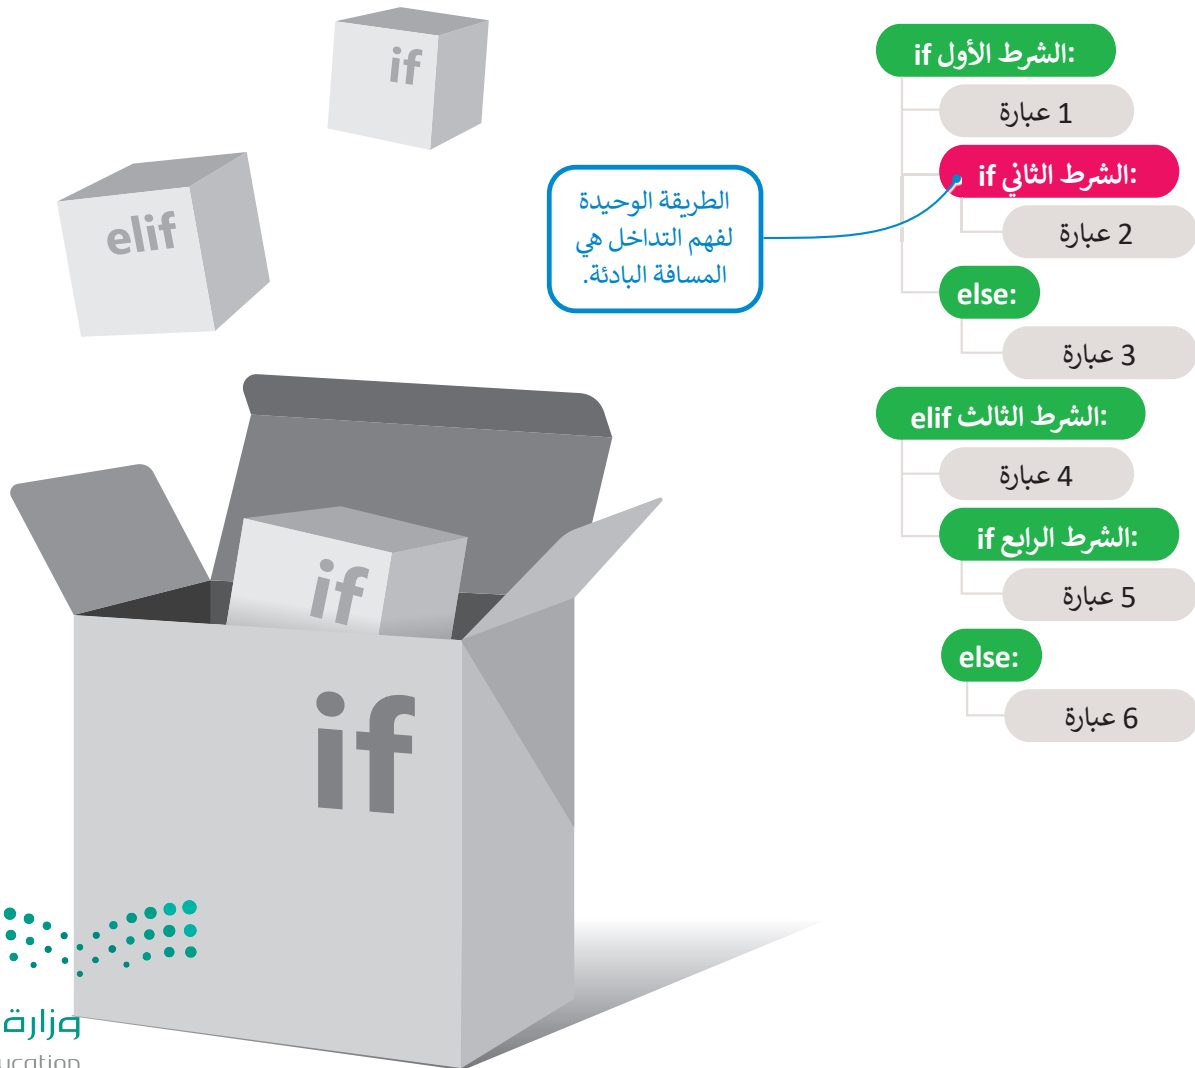 if الشرط الأول:
عبارة 1
if الشرط الثاني:
عبارة 2
else:
عبارة 3
elif الشرط الثالث:
عبارة 4
if الشرط الرابع:
عبارة 5
else:
عبارة 6
الطريقة الوحيدة
لفهم التداخل هي
المسافة البادئة.
if
elif
if
if
وزارة